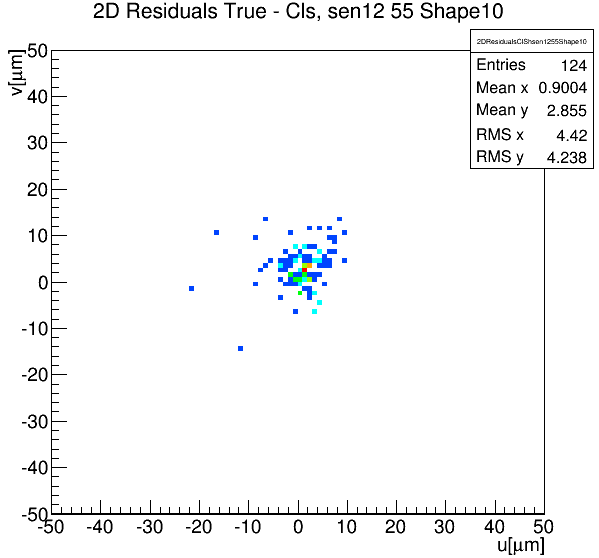 2D Residuals True - Cls, sen12 55 Shape10
2DResidualsClShsen1255Shape10
Entries 124
Mean x 0.9004
Mean y 2.855
RMS x 4.42
RMS y 4.238
v[μm]
50
40
30
20
10
0
-10
-20
-30
-40
-50
-50 -40 -30 -20 -10 0 10 20 30 40 50
u[μm]